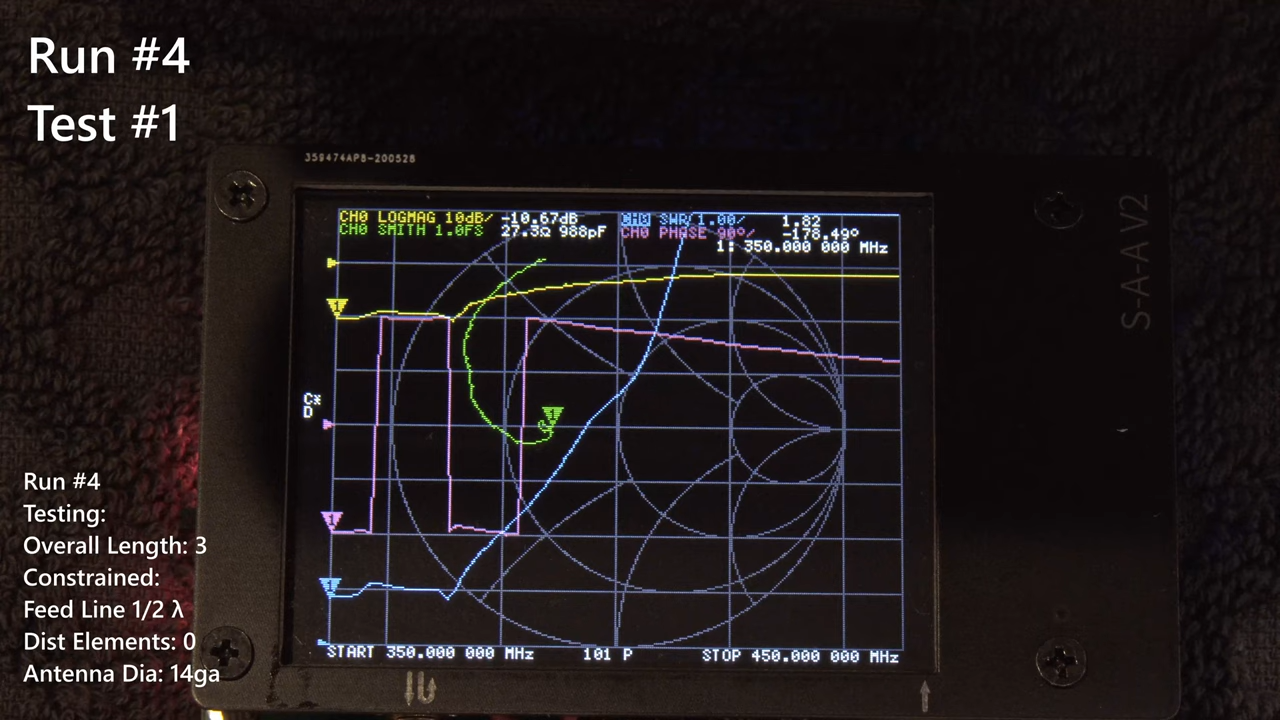 Run #4
Test #1
359474APB-200528
CH0 LOGMAG 10dB/ -10.67dB
CH0 SWR/1.00/ 1.82
CH0 SMITH 1.0FS 27.3Ω 988pF
CH0 PHASE 90°/ -178.49°
1: 350.000 000 MHz
S-A-A V2
C*
D
START 350.000 000 MHz 101 P STOP 450.000 000 MHz
Run #4
Testing:
Overall Length: 3
Constrained:
Feed Line 1/2 λ
Dist Elements: 0
Antenna Dia: 14ga